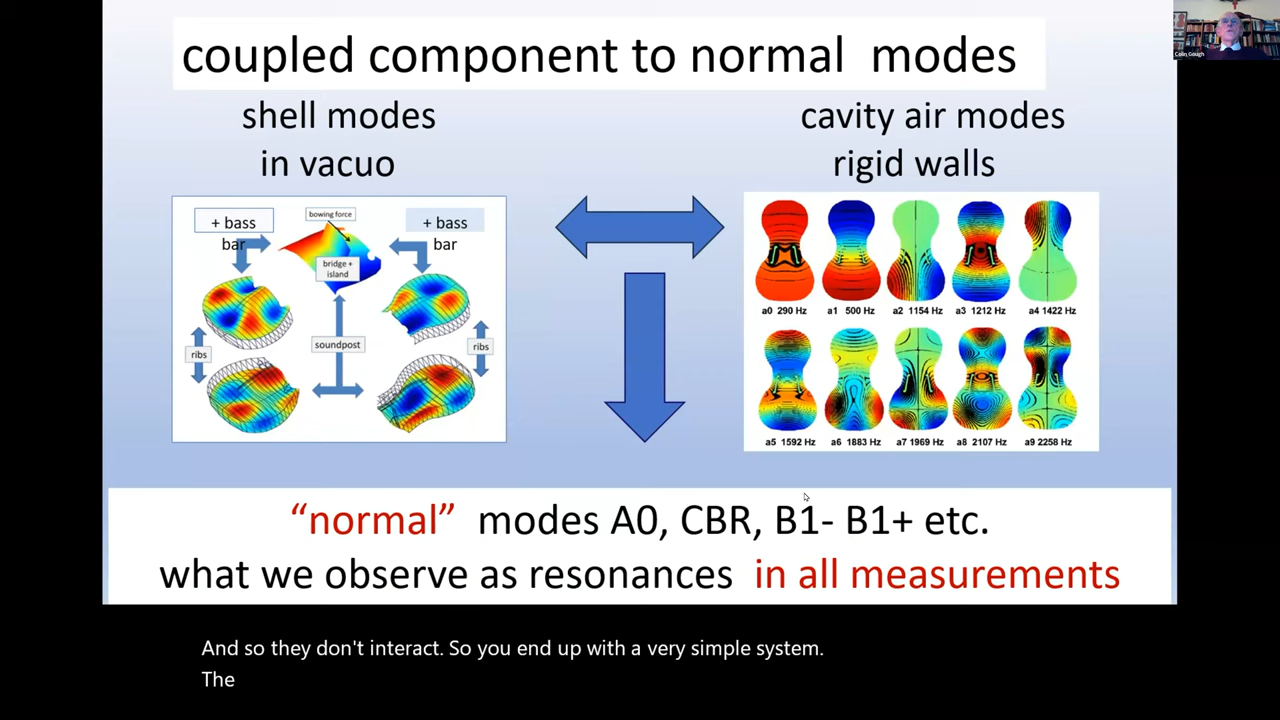 coupled component to normal modes
shell modes
in vacuo
cavity air modes
rigid walls
+ bass
bar
bowing force
+ bass
bar
bridge +
island
ribs
soundpost
ribs
a0 290 Hz
a1 500 Hz
a2 1154 Hz
a3 1212 Hz
a4 1422 Hz
a5 1592 Hz
a6 1883 Hz
a7 1969 Hz
a8 2107 Hz
a9 2258 Hz
“normal” modes A0, CBR, B1- B1+ etc.
what we observe as resonances in all measurements
And so they don't interact. So you end up with a very simple system.
The
Colin Gough